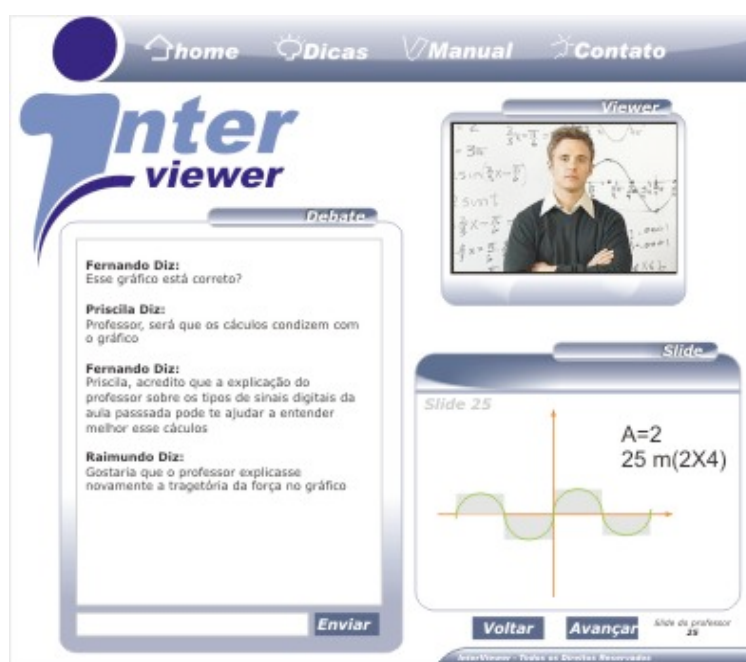 home Dicas Manual Contato
inter
viewer
Viewer
Debate
Fernando Diz:
Esse gráfico está correto?
Priscila Diz:
Professor, será que os cáculos condizem com
o gráfico
Fernando Diz:
Priscila, acredito que a explicação do
professor sobre os tipos de sinais digitais da
aula passsada pode te ajudar a entender
melhor esse cáculos
Raimundo Diz:
Gostaria que o professor explicasse
novamente a tragetória da força no gráfico
Enviar
Slide
Slide 25
A=2
25 m(2X4)
Voltar Avançar
Slide do professor
25
InterViewer - Todos os Direitos Reservados